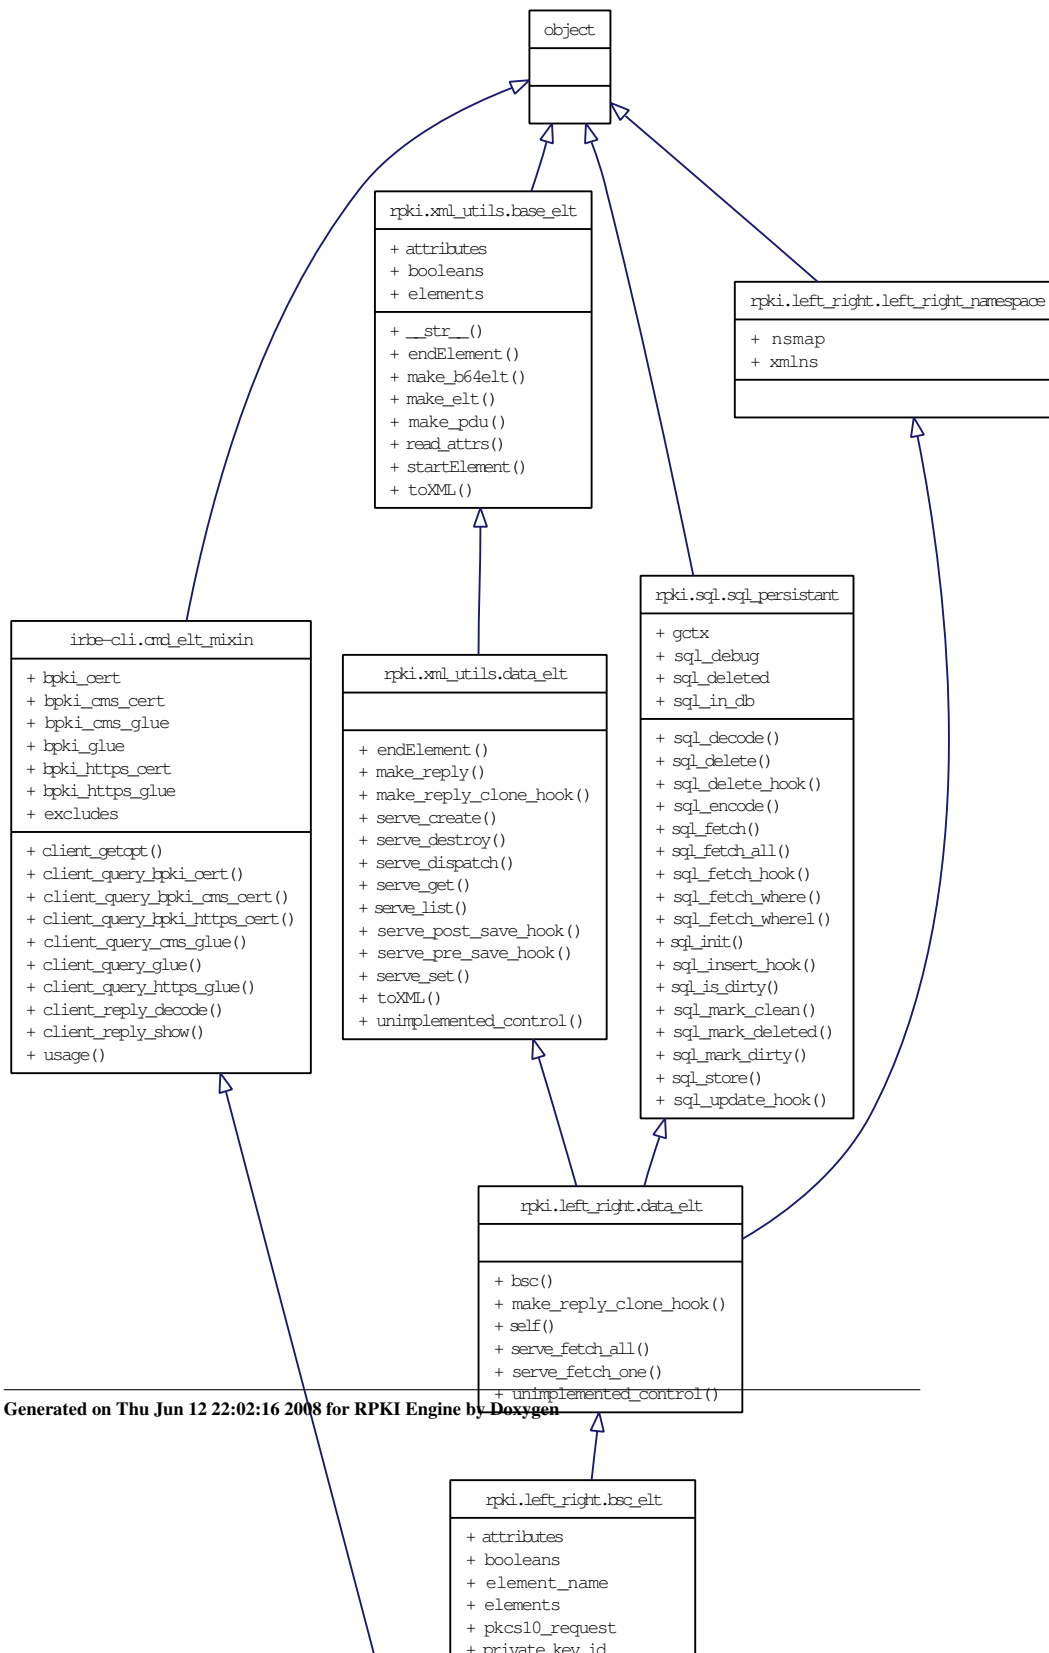 object
rpki.xml_utils.base_elt
+ attributes
+ booleans
+ elements
+ __str__()
+ endElement()
+ make_b64elt()
+ make_elt()
+ make_pdu()
+ read_attrs()
+ startElement()
+ toXML()
rpki.left_right.left_right_namespace
+ nsmap
+ xmlns
rpki.sql.sql_persistant
+ gctx
+ sql_debug
+ sql_deleted
+ sql_in_db
+ sql_decode()
+ sql_delete()
+ sql_delete_hook()
+ sql_encode()
+ sql_fetch()
+ sql_fetch_all()
+ sql_fetch_hook()
+ sql_fetch_where()
+ sql_fetch_where1()
+ sql_init()
+ sql_insert_hook()
+ sql_is_dirty()
+ sql_mark_clean()
+ sql_mark_deleted()
+ sql_mark_dirty()
+ sql_store()
+ sql_update_hook()
irbe-cli.cmd_elt_mixin
+ bpki_cert
+ bpki_cms_cert
+ bpki_cms_glue
+ bpki_glue
+ bpki_https_cert
+ bpki_https_glue
+ excludes
+ client_getopt()
+ client_query_bpki_cert()
+ client_query_bpki_cms_cert()
+ client_query_bpki_https_cert()
+ client_query_cms_glue()
+ client_query_glue()
+ client_query_https_glue()
+ client_reply_decode()
+ client_reply_show()
+ usage()
rpki.xml_utils.data_elt
+ endElement()
+ make_reply()
+ make_reply_clone_hook()
+ serve_create()
+ serve_destroy()
+ serve_dispatch()
+ serve_get()
+ serve_list()
+ serve_post_save_hook()
+ serve_pre_save_hook()
+ serve_set()
+ toXML()
+ unimplemented_control()
rpki.left_right.data_elt
+ bsc()
+ make_reply_clone_hook()
+ self()
+ serve_fetch_all()
+ serve_fetch_one()
+ unimplemented_control()
Generated on Thu Jun 12 22:02:16 2008 for RPKI Engine by Doxygen
rpki.left_right.bsc_elt
+ attributes
+ booleans
+ element_name
+ elements
+ pkcs10_request
+ private_key_id